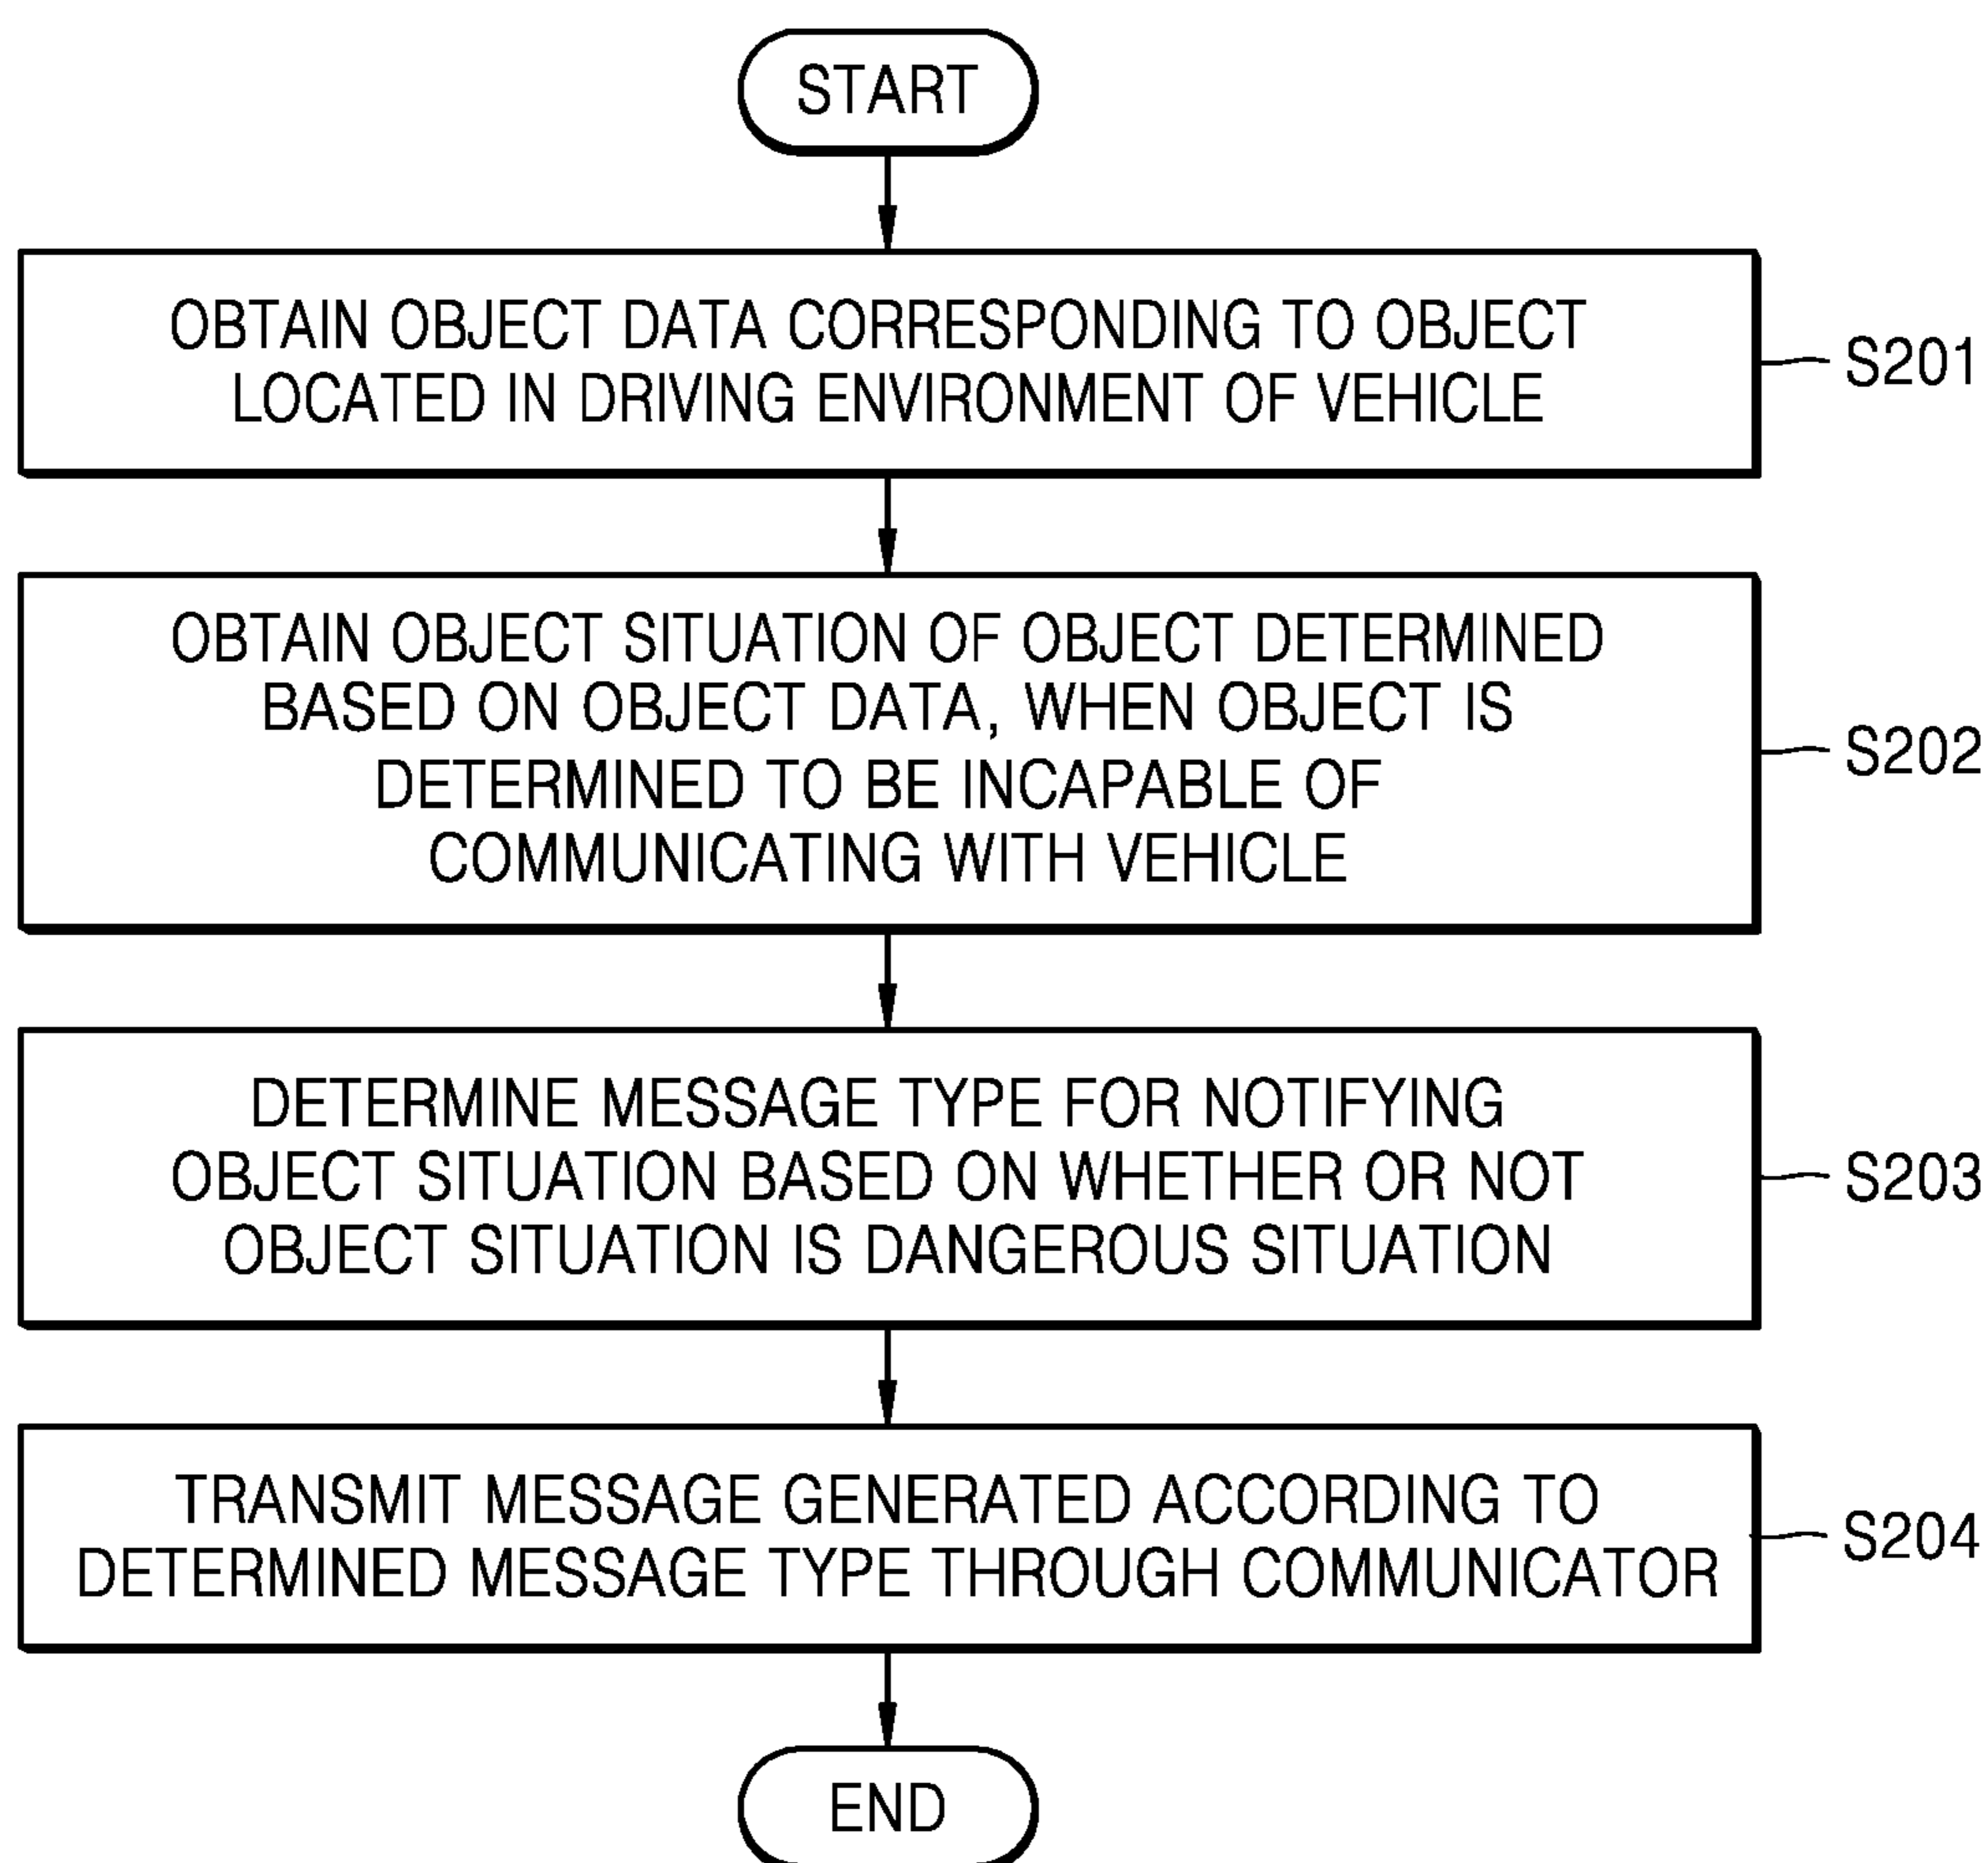 START
OBTAIN OBJECT DATA CORRESPONDING TO OBJECT
LOCATED IN DRIVING ENVIRONMENT OF VEHICLE
S201
OBTAIN OBJECT SITUATION OF OBJECT DETERMINED
BASED ON OBJECT DATA, WHEN OBJECT IS
DETERMINED TO BE INCAPABLE OF
COMMUNICATING WITH VEHICLE
S202
DETERMINE MESSAGE TYPE FOR NOTIFYING
OBJECT SITUATION BASED ON WHETHER OR NOT
OBJECT SITUATION IS DANGEROUS SITUATION
S203
TRANSMIT MESSAGE GENERATED ACCORDING TO
DETERMINED MESSAGE TYPE THROUGH COMMUNICATOR
S204
END